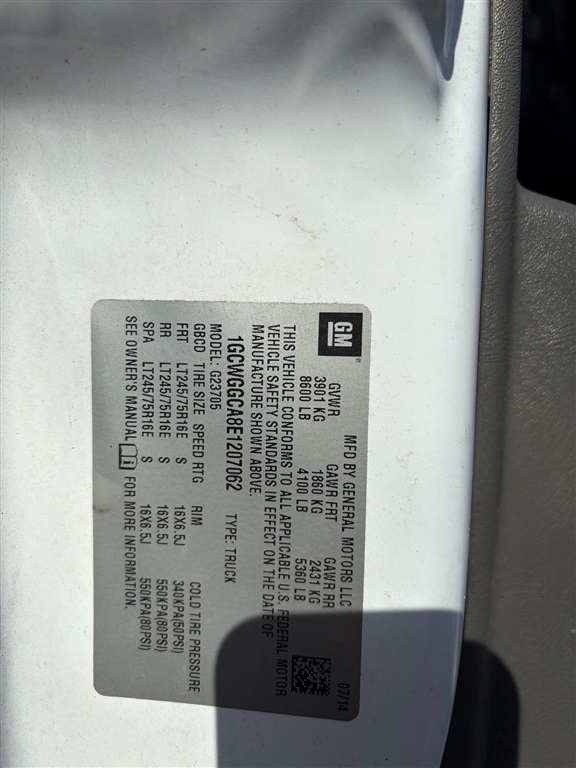 GM
MFD BY GENERAL MOTORS LLC 07/14
GVWR GAWR FRT GAWR RR
3901 KG 1860 KG 2431 KG
8600 LB 4100 LB 5360 LB
THIS VEHICLE CONFORMS TO ALL APPLICABLE U.S. FEDERAL MOTOR
VEHICLE SAFETY STANDARDS IN EFFECT ON THE DATE OF
MANUFACTURE SHOWN ABOVE.
1GCWGGCA8E1207062 TYPE: TRUCK
MODEL: G23705
GBCD TIRE SIZE SPEED RTG RIM COLD TIRE PRESSURE
FRT LT245/75R16E S 16X6.5J 340KPA(50PSI)
RR LT245/75R16E S 16X6.5J 550KPA(80PSI)
SPA LT245/75R16E S 16X6.5J 550KPA(80PSI)
SEE OWNER'S MANUAL FOR MORE INFORMATION.